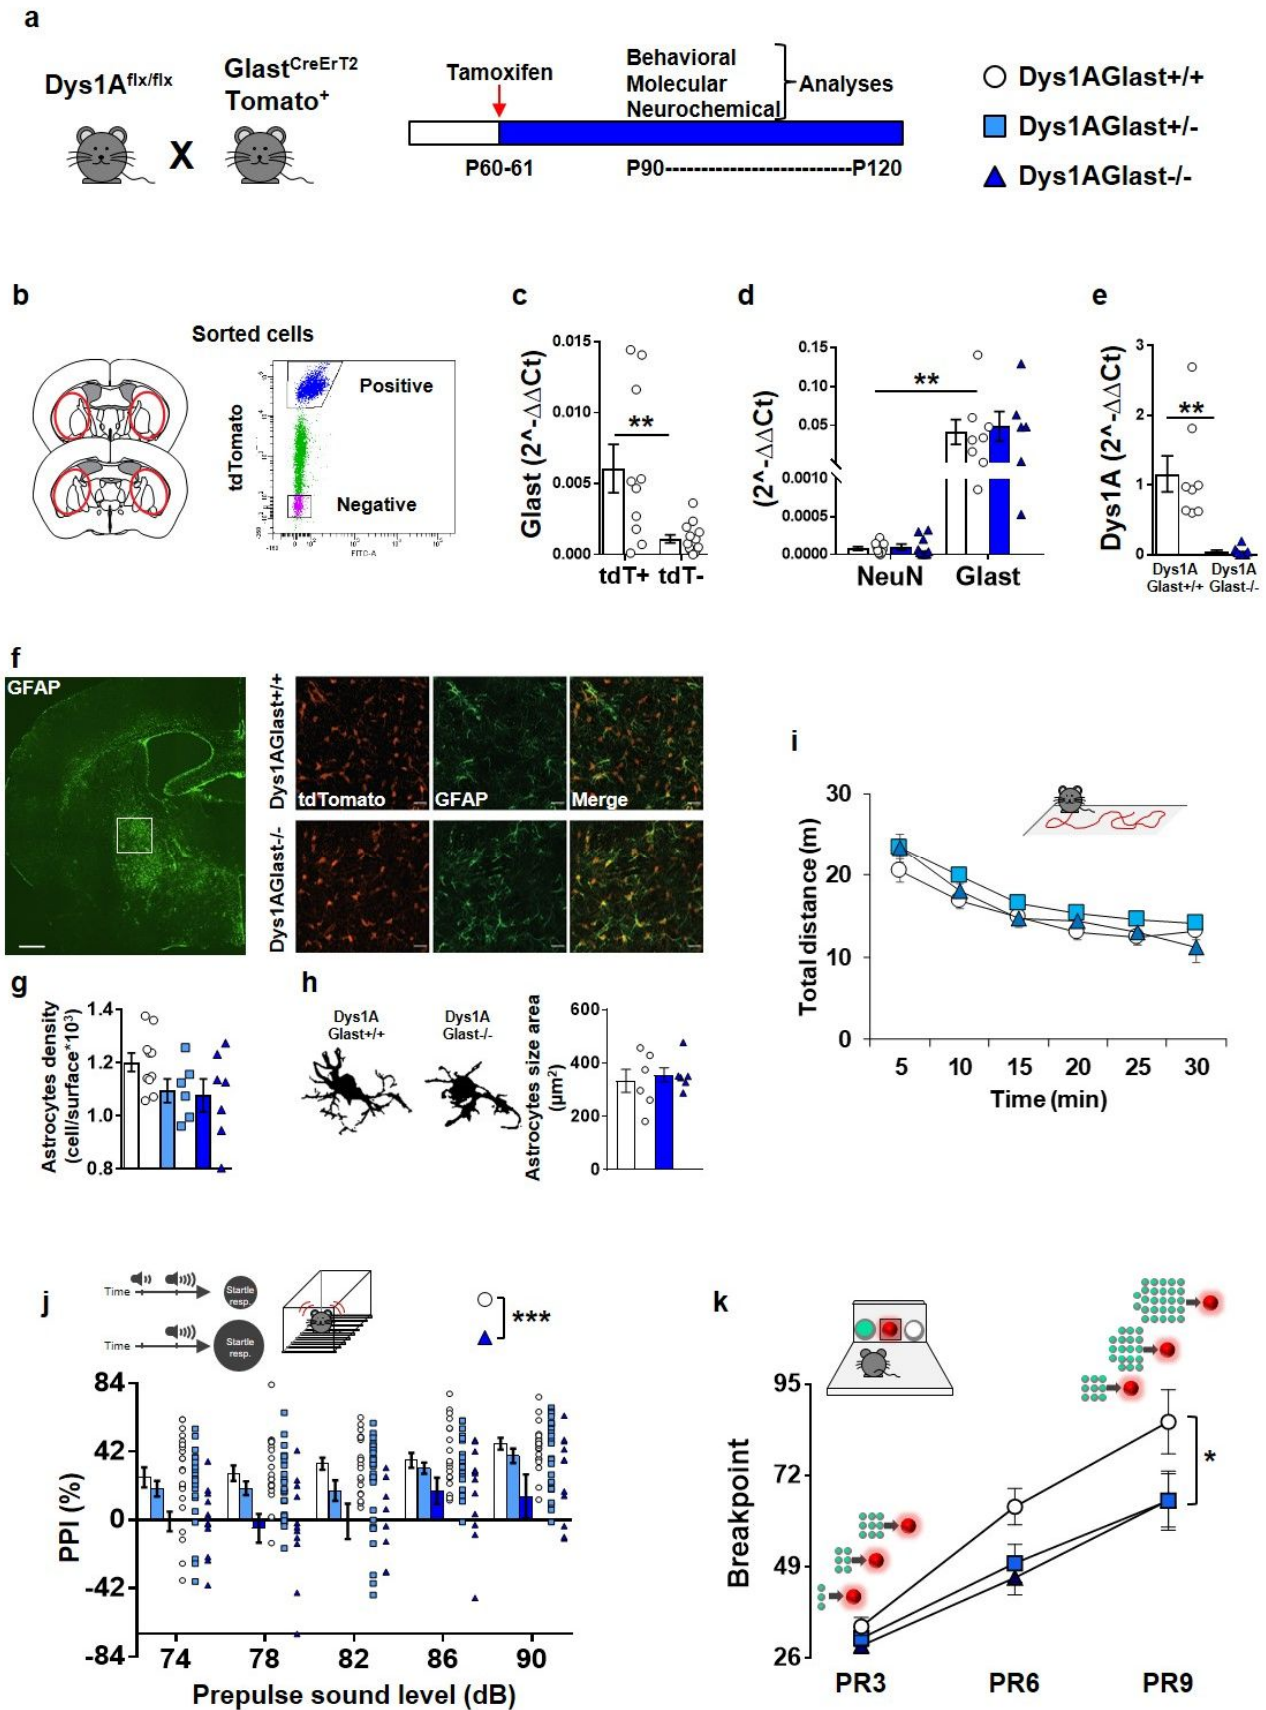 a
Dys1A^flx/flx
Glast^CreErT2
Tomato^+
X
Tamoxifen
Behavioral
Molecular
Neurochemical
Analyses
P60-61
P90--------------------------P120
Dys1AGlast+/+
Dys1AGlast+/-
Dys1AGlast-/-
b
Sorted cells
tdTomato
Positive
Negative
FITC-A
c
Glast (2^-ΔΔCt)
0.015
0.010
0.005
0.000
**
tdT+ tdT-
d
(2^-ΔΔCt)
0.15
0.10
0.05
0.0010
0.0005
0.0000
**
NeuN Glast
e
Dys1A (2^-ΔΔCt)
3
2
1
0
**
Dys1A Dys1A
Glast+/+ Glast-/-
f
GFAP
Dys1AGlast+/+
tdTomato GFAP Merge
Dys1AGlast-/-
g
Astrocytes density
(cell/surface*10³)
1.4
1.2
1.0
0.8
h
Dys1A Dys1A
Glast+/+ Glast-/-
Astrocytes size area
(µm²)
600
400
200
0
i
Total distance (m)
30
20
10
0
5 10 15 20 25 30
Time (min)
j
Time
Startle
resp.
Time
Startle
resp.
***
PPI (%)
84
42
0
-42
-84
74 78 82 86 90
Prepulse sound level (dB)
k
Breakpoint
95
72
49
26
*
PR3 PR6 PR9